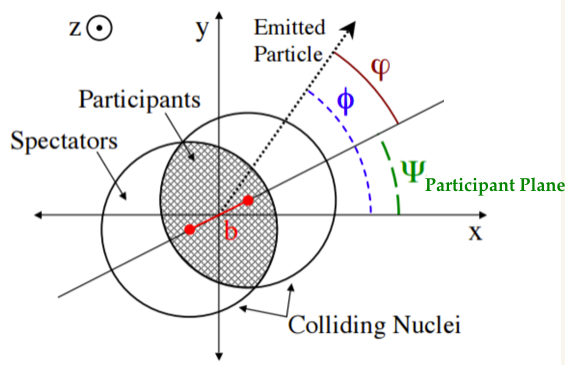 z
y
Emitted
Particle
φ
ϕ
Participants
Spectators
Ψ Participant Plane
b
x
Colliding Nuclei